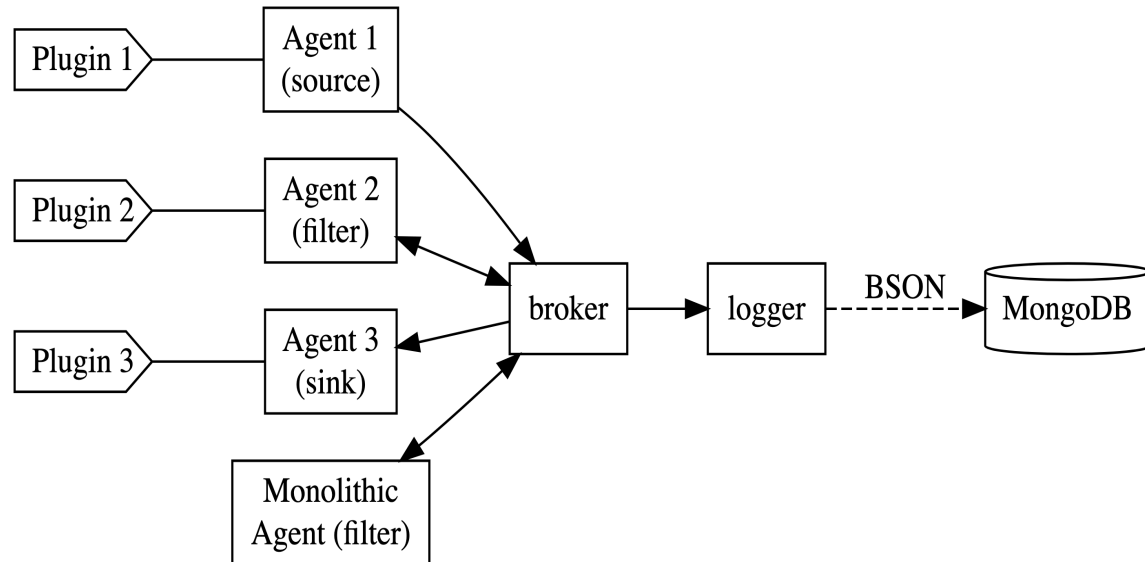 Plugin 1
Agent 1
(source)
Plugin 2
Agent 2
(filter)
Plugin 3
Agent 3
(sink)
Monolithic
Agent (filter)
broker
logger
BSON
MongoDB